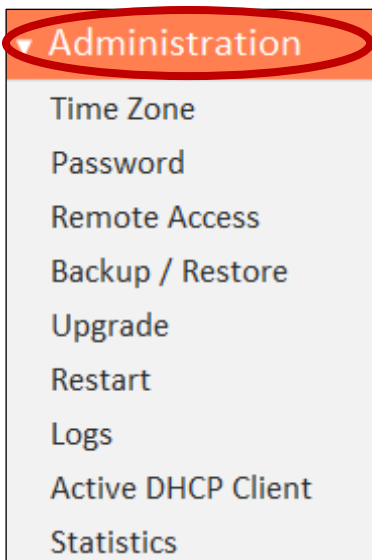 Administration
Time Zone
Password
Remote Access
Backup / Restore
Upgrade
Restart
Logs
Active DHCP Client
Statistics